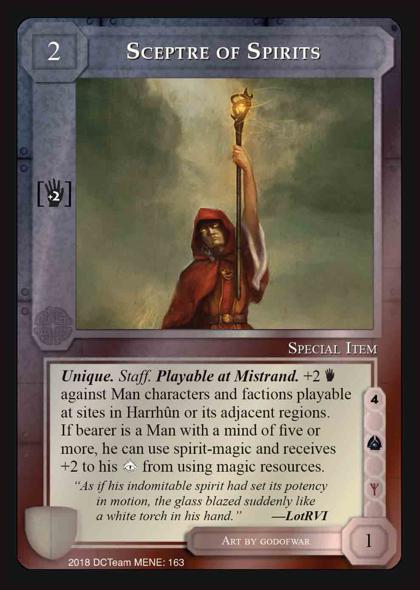 2
SCEPTRE OF SPIRITS
[+2]
SPECIAL ITEM
Unique. Staff. Playable at Mistrand. +2
against Man characters and factions playable
at sites in Harrhûn or its adjacent regions.
If bearer is a Man with a mind of five or
more, he can use spirit-magic and receives
+2 to his from using magic resources.
4
"As if his indomitable spirit had set its potency
in motion, the glass blazed suddenly like
a white torch in his hand." —LotRVI
ART BY GODOFWAR
1
2018 DCTeam MENE: 163